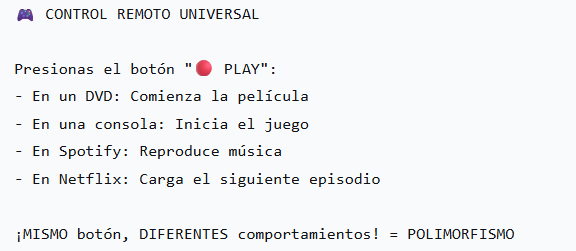 🎮 CONTROL REMOTO UNIVERSAL
Presionas el botón "🔴 PLAY":
- En un DVD: Comienza la película
- En una consola: Inicia el juego
- En Spotify: Reproduce música
- En Netflix: Carga el siguiente episodio
¡MISMO botón, DIFERENTES comportamientos! = POLIMORFISMO